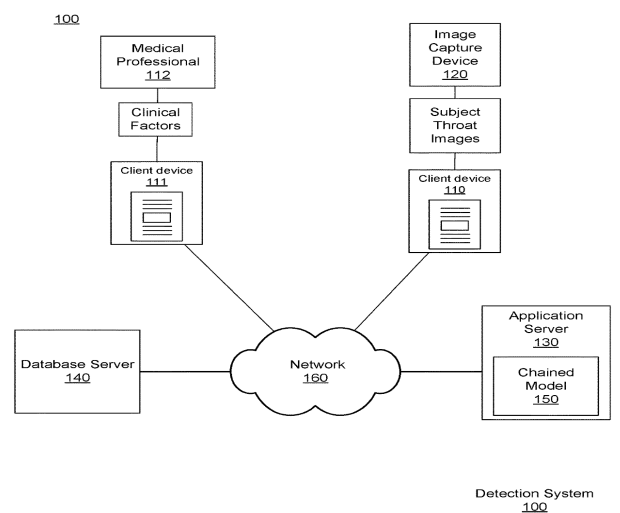 100
Medical
Professional
112
Clinical
Factors
Client device
111
Image
Capture
Device
120
Subject
Throat
Images
Client device
110
Database Server
140
Network
160
Application
Server
130
Chained
Model
150
Detection System
100